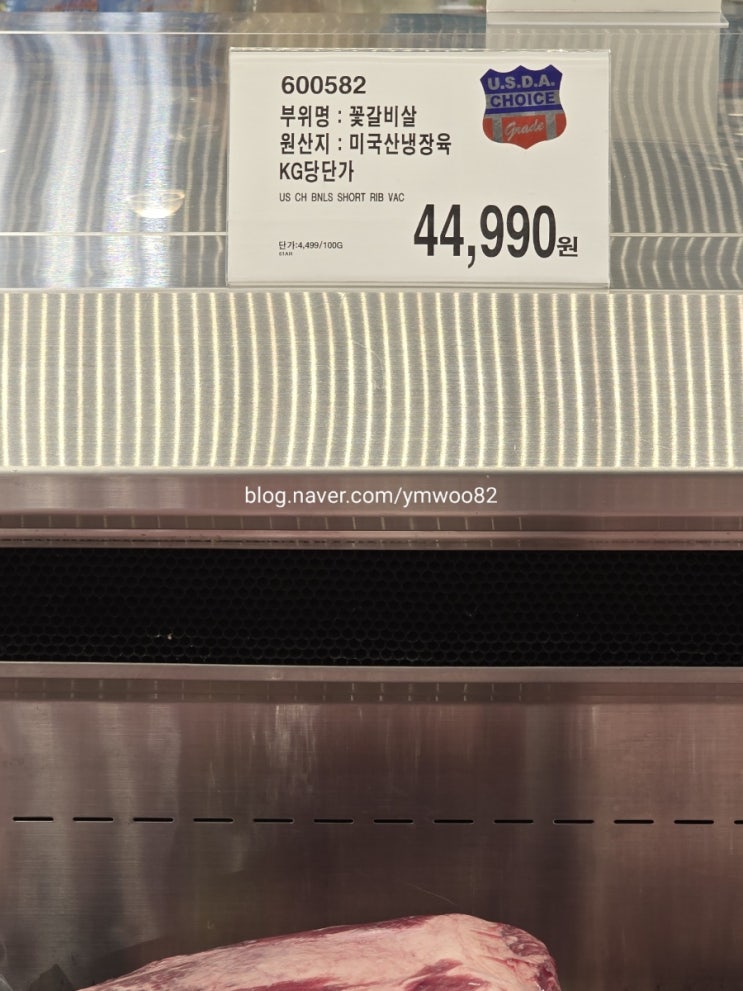 600582
U.S.D.A.
CHOICE
Grade
부위명 : 꽃갈비살
원산지 : 미국산냉장육
KG당단가
US CH BNLS SHORT RIB VAC
44,990원
단가:4,499/100G
blog.naver.com/ymwoo82